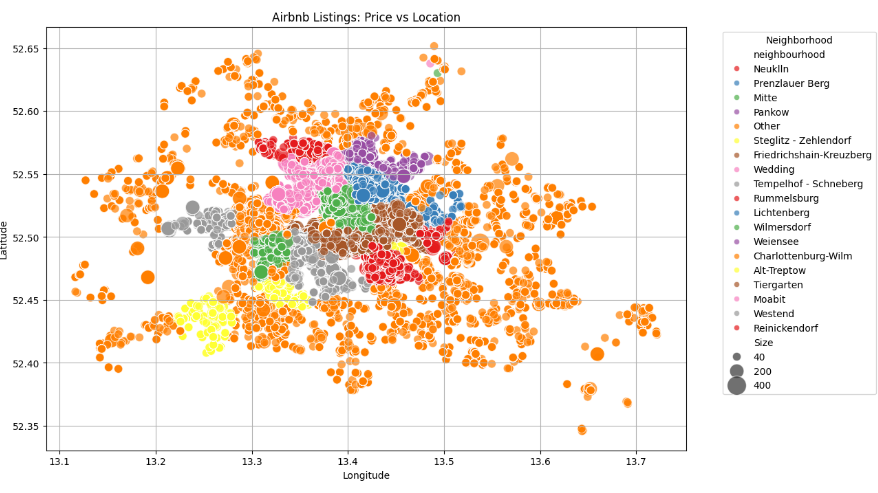 Airbnb Listings: Price vs Location
Latitude
52.65
52.60
52.55
52.50
52.45
52.40
52.35
13.1 13.2 13.3 13.4 13.5 13.6 13.7
Longitude
Neighborhood
neighbourhood
Neuklln
Prenzlauer Berg
Mitte
Pankow
Other
Steglitz - Zehlendorf
Friedrichshain-Kreuzberg
Wedding
Tempelhof - Schneberg
Rummelsburg
Lichtenberg
Wilmersdorf
Weiensee
Charlottenburg-Wilm
Alt-Treptow
Tiergarten
Moabit
Westend
Reinickendorf
Size
40
200
400